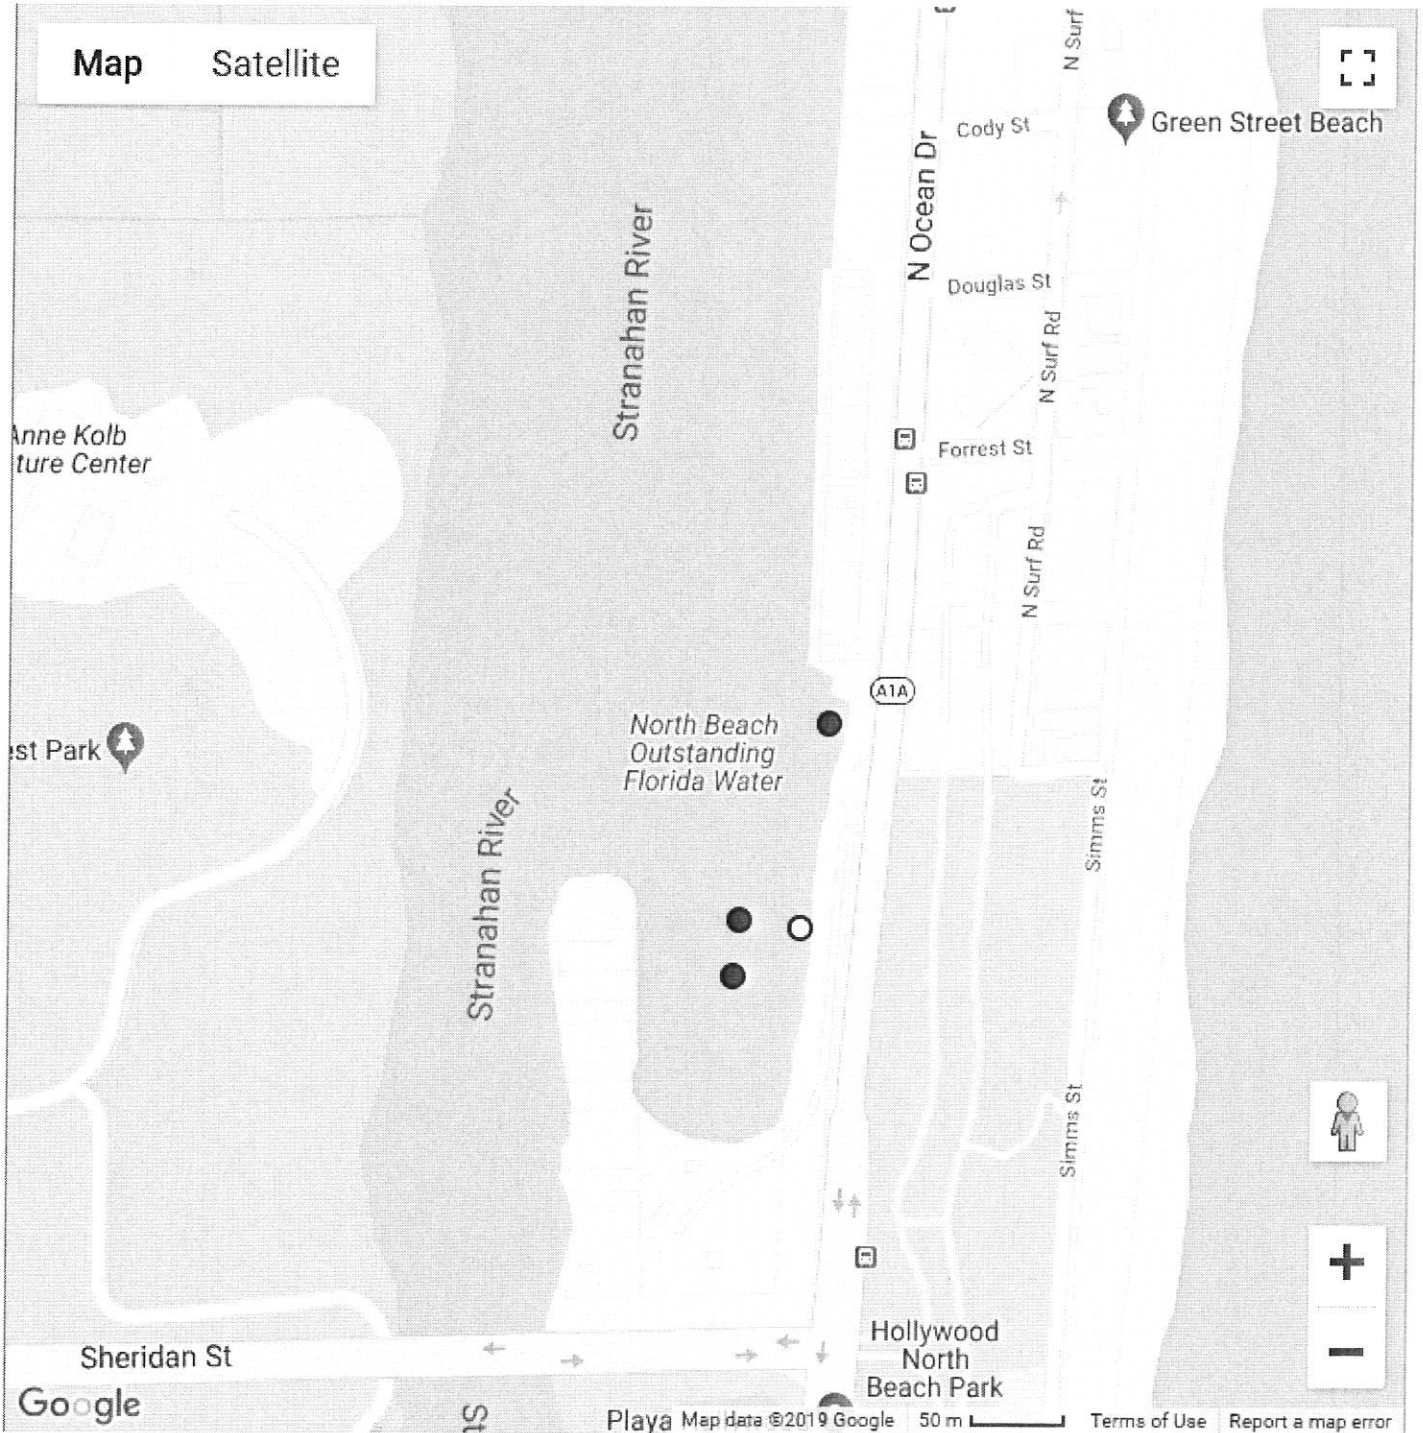 Map Satellite
N Surf
Cody St
Green Street Beach
N Ocean Dr
Stranahan River
Douglas St
N Surf Rd
Anne Kolb
ture Center
Forrest St
N Surf Rd
A1A
North Beach
Outstanding
Florida Water
est Park
Simms St
Stranahan River
Simms St
Hollywood
North
Beach Park
Sheridan St
Google
St
Playa
Map data ©2019 Google 50 m Terms of Use Report a map error